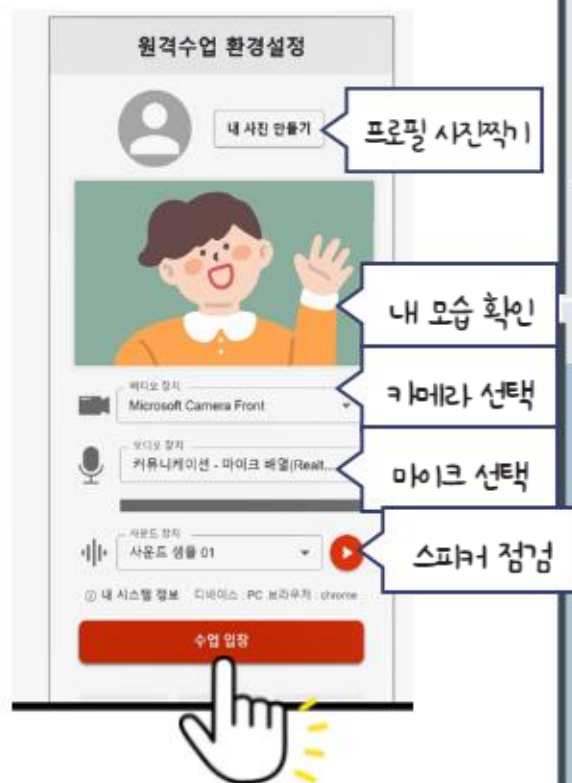 원격수업 환경설정
내 사진 만들기
프로필 사진찍기
내 모습 확인
비디오 장치
Microsoft Camera Front
카메라 선택
오디오 장치
커뮤니케이션 - 마이크 배열(Realt...
마이크 선택
사운드 장치
사운드 샘플 01
스피커 점검
ⓘ 내 시스템 정보 디바이스 : PC 브라우저 : chrome
수업 입장